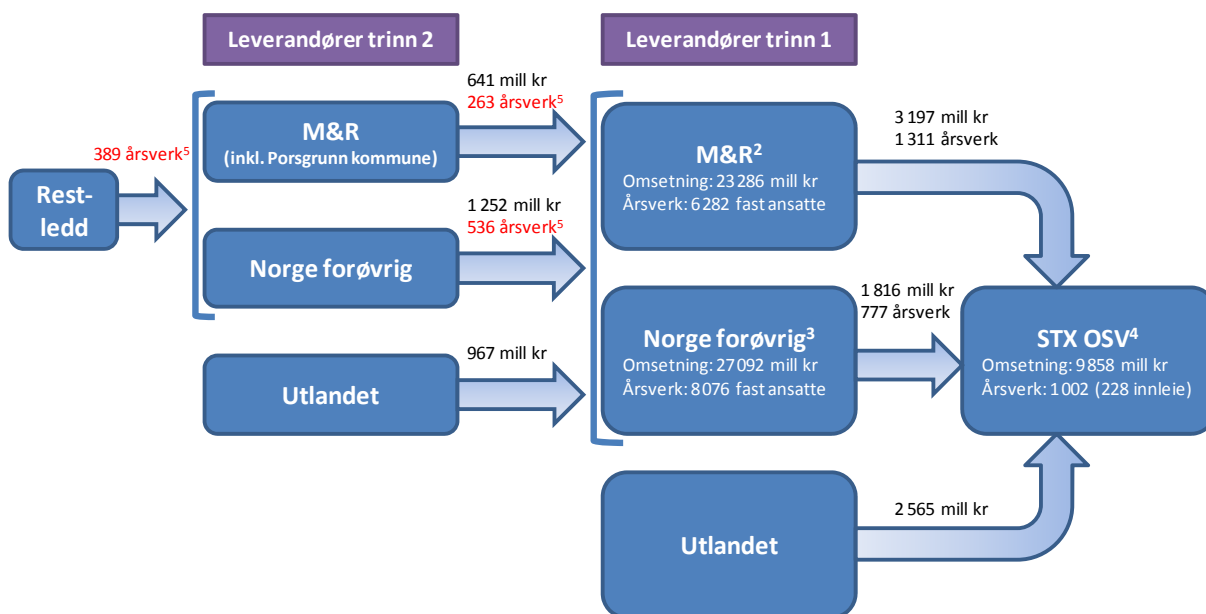 Leverandører trinn 2
Leverandører trinn 1
641 mill kr
263 årsverk⁵
M&R
(inkl. Porsgrunn kommune)
389 årsverk⁵
Rest-
ledd
1 252 mill kr
536 årsverk⁵
Norge forøvrig
967 mill kr
Utlandet
M&R²
Omsetning: 23 286 mill kr
Årsverk: 6 282 fast ansatte
3 197 mill kr
1 311 årsverk
Norge forøvrig³
Omsetning: 27 092 mill kr
Årsverk: 8 076 fast ansatte
1 816 mill kr
777 årsverk
STX OSV⁴
Omsetning: 9 858 mill kr
Årsverk: 1 002 (228 innleie)
Utlandet
2 565 mill kr